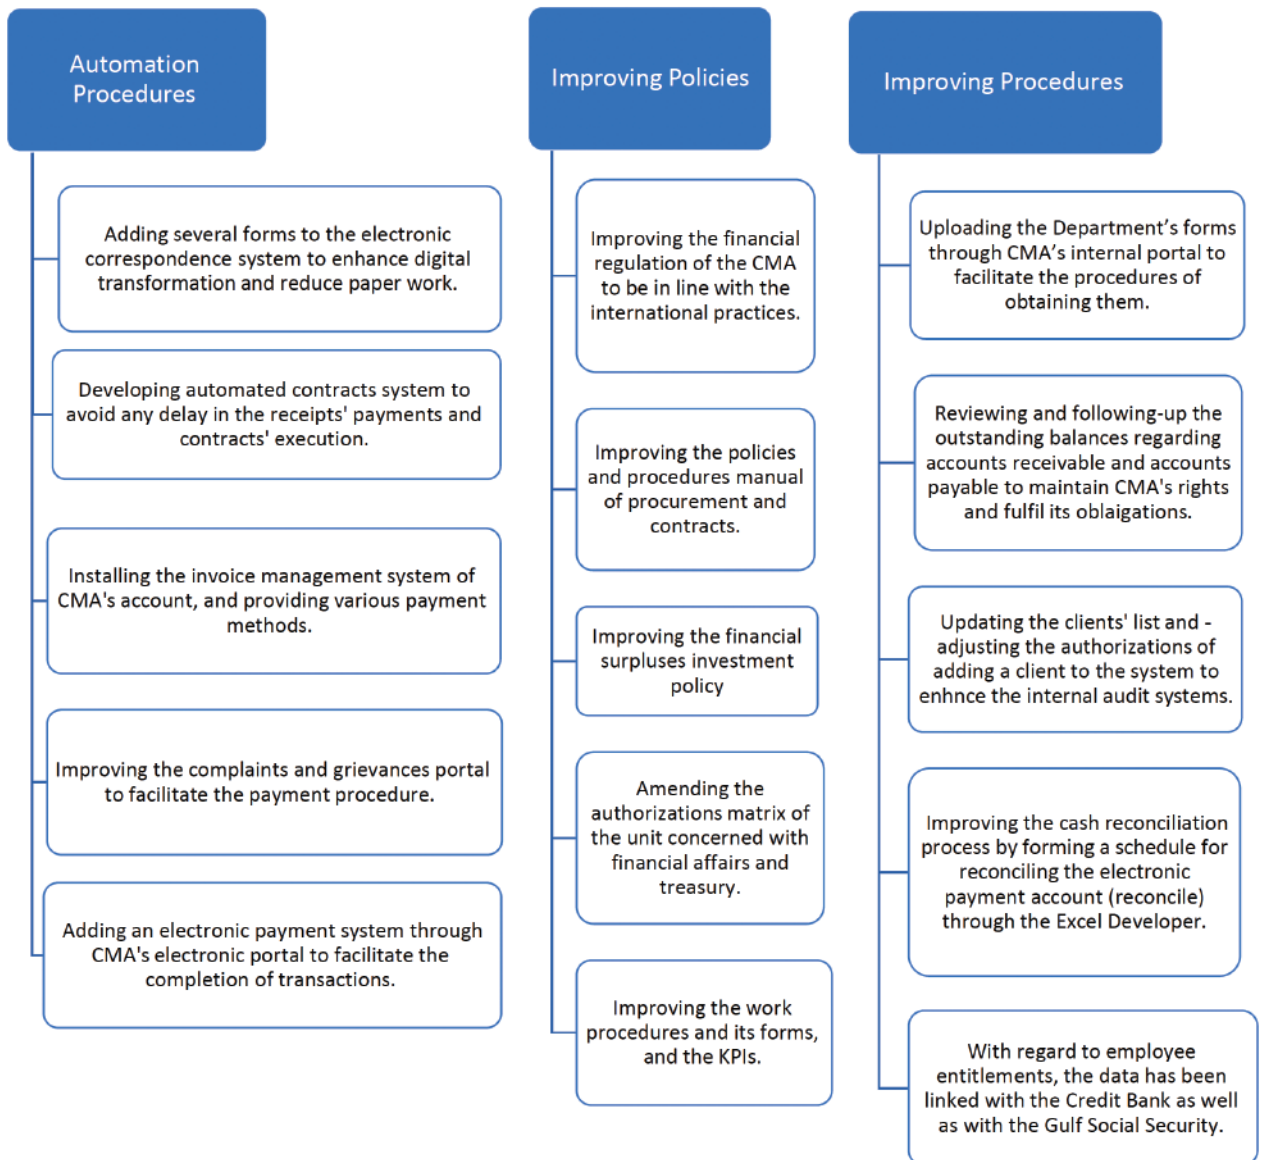 Automation
Procedures
Adding several forms to the electronic
correspondence system to enhance digital
transformation and reduce paper work.
Developing automated contracts system to
avoid any delay in the receipts' payments and
contracts' execution.
Installing the invoice management system of
CMA's account, and providing various payment
methods.
Improving the complaints and grievances portal
to facilitate the payment procedure.
Adding an electronic payment system through
CMA's electronic portal to facilitate the
completion of transactions.
Improving Policies
Improving the financial
regulation of the CMA
to be in line with the
international practices.
Improving the policies
and procedures manual
of procurement and
contracts.
Improving the financial
surpluses investment
policy
Amending the
authorizations matrix of
the unit concerned with
financial affairs and
treasury.
Improving the work
procedures and its forms,
and the KPIs.
Improving Procedures
Uploading the Department’s forms
through CMA’s internal portal to
facilitate the procedures of
obtaining them.
Reviewing and following-up the
outstanding balances regarding
accounts receivable and accounts
payable to maintain CMA's rights
and fulfil its oblaigations.
Updating the clients' list and -
adjusting the authorizations of
adding a client to the system to
enhnce the internal audit systems.
Improving the cash reconciliation
process by forming a schedule for
reconciling the electronic
payment account (reconcile)
through the Excel Developer.
With regard to employee
entitlements, the data has been
linked with the Credit Bank as well
as with the Gulf Social Security.